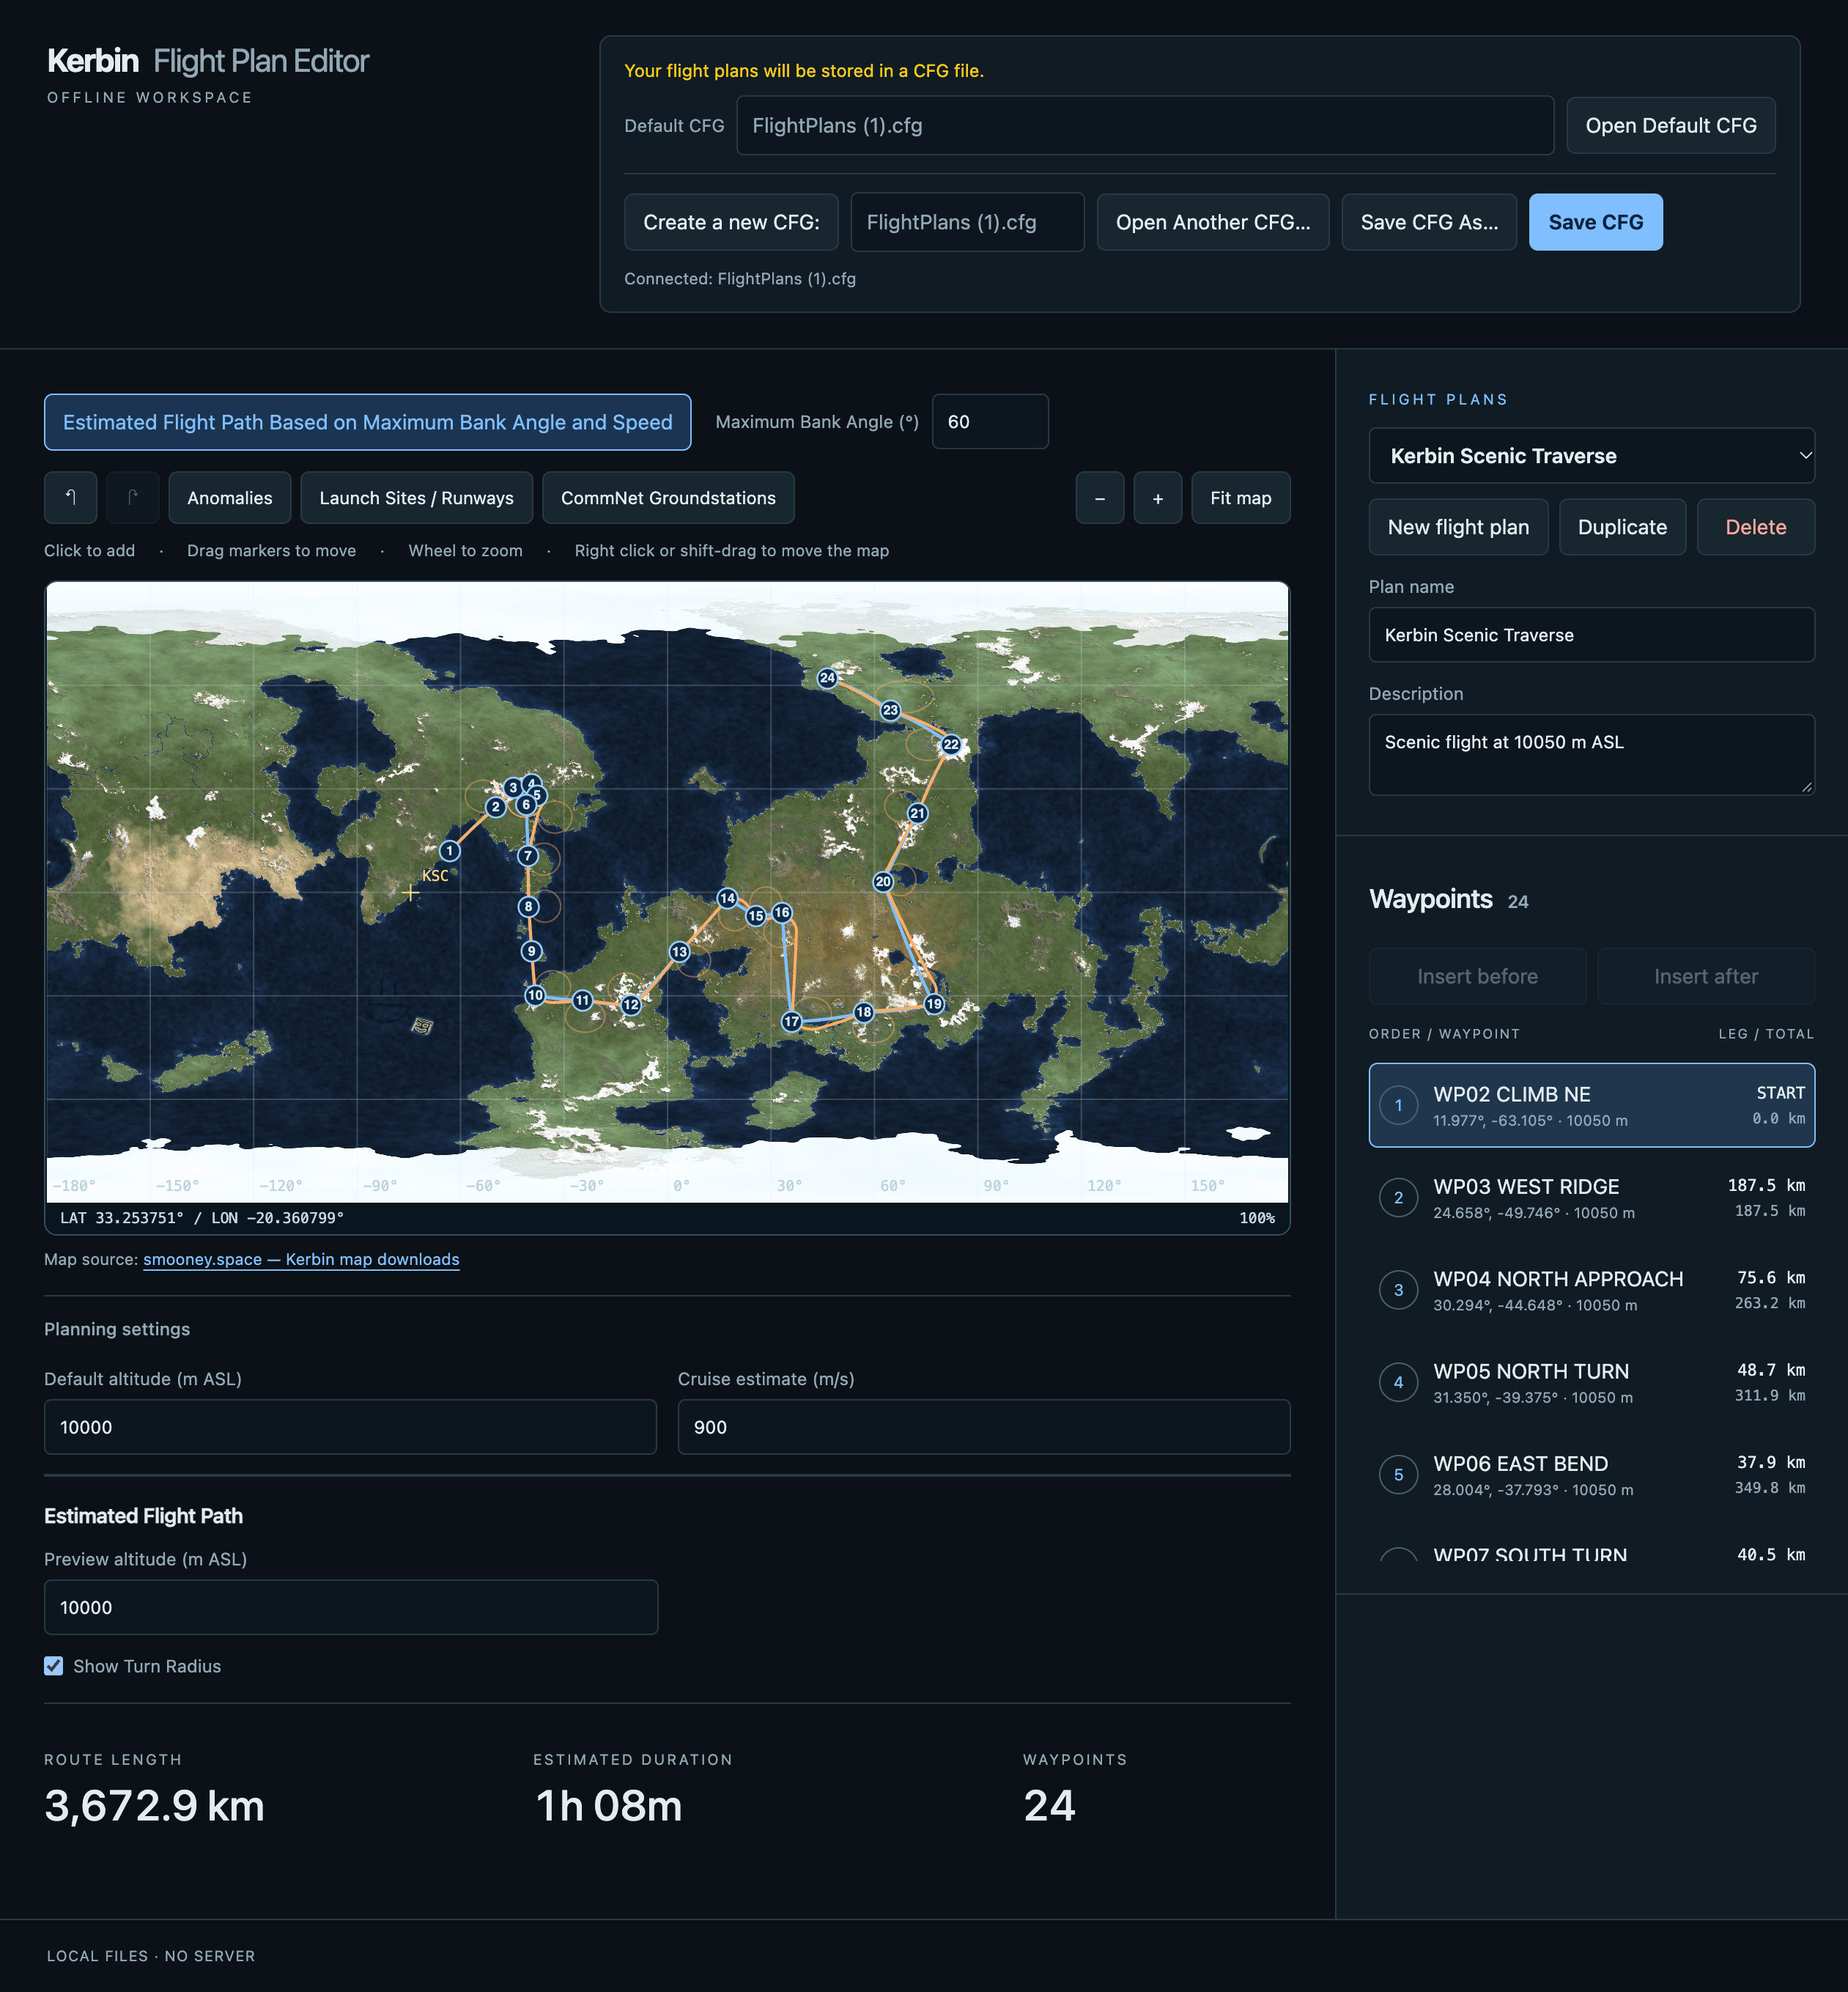 Kerbin Flight Plan Editor
OFFLINE WORKSPACE
Your flight plans will be stored in a CFG file.
Default CFG
FlightPlans (1).cfg
Open Default CFG
Create a new CFG:
FlightPlans (1).cfg
Open Another CFG...
Save CFG As...
Save CFG
Connected: FlightPlans (1).cfg
Estimated Flight Path Based on Maximum Bank Angle and Speed
Maximum Bank Angle (°)
60
Anomalies
Launch Sites / Runways
CommNet Groundstations
−
+
Fit map
Click to add · Drag markers to move · Wheel to zoom · Right click or shift-drag to move the map
24
23
22
3
4
5
2
6
21
1
7
KSC
20
14
8
15
16
9
13
10
11
12
19
18
17
−180° −150° −120° −90° −60° −30° 0° 30° 60° 90° 120° 150°
LAT 33.253751° / LON −20.360799°
100%
Map source: smooney.space — Kerbin map downloads
Planning settings
Default altitude (m ASL)
10000
Cruise estimate (m/s)
900
Estimated Flight Path
Preview altitude (m ASL)
10000
Show Turn Radius
ROUTE LENGTH
3,672.9 km
ESTIMATED DURATION
1h 08m
WAYPOINTS
24
FLIGHT PLANS
Kerbin Scenic Traverse
New flight plan
Duplicate
Delete
Plan name
Kerbin Scenic Traverse
Description
Scenic flight at 10050 m ASL
Waypoints 24
Insert before
Insert after
ORDER / WAYPOINT
LEG / TOTAL
1
WP02 CLIMB NE
START
11.977°, -63.105° · 10050 m
0.0 km
2
WP03 WEST RIDGE
187.5 km
24.658°, -49.746° · 10050 m
187.5 km
3
WP04 NORTH APPROACH
75.6 km
30.294°, -44.648° · 10050 m
263.2 km
4
WP05 NORTH TURN
48.7 km
31.350°, -39.375° · 10050 m
311.9 km
5
WP06 EAST BEND
37.9 km
28.004°, -37.793° · 10050 m
349.8 km
WP07 SOUTH TURN
40.5 km
LOCAL FILES · NO SERVER